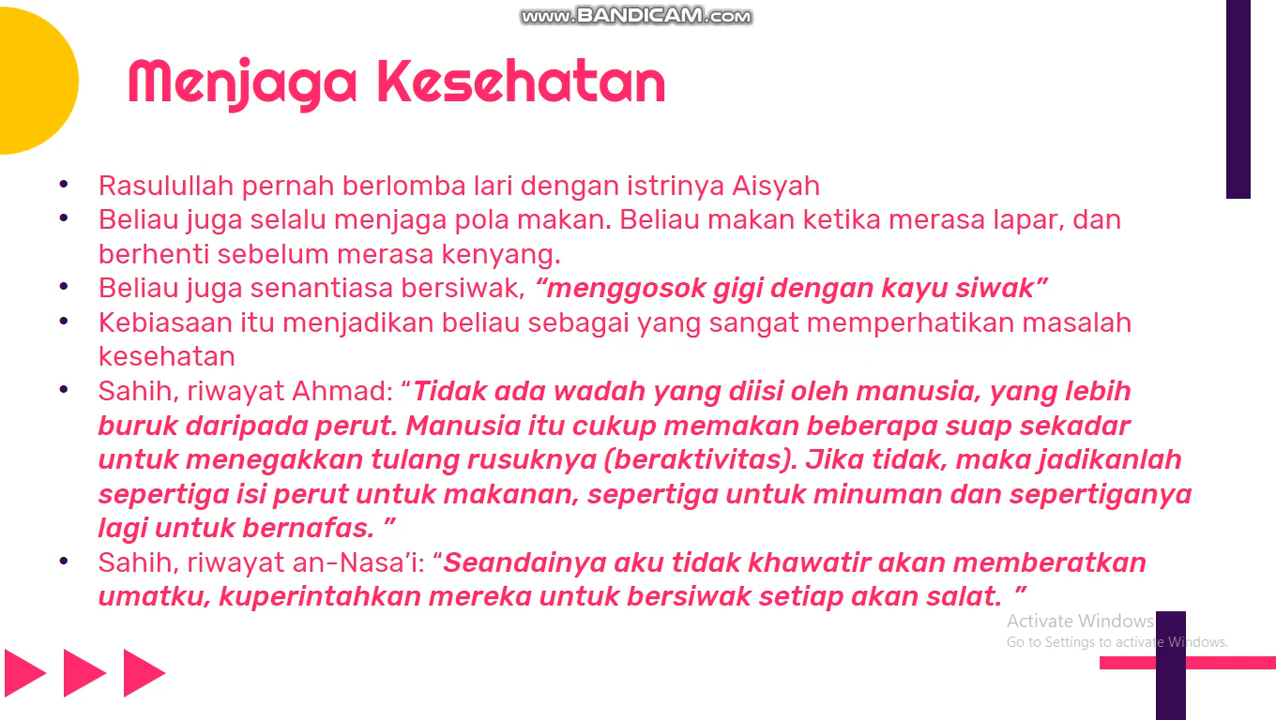 www.BANDICAM.com
Menjaga Kesehatan
• Rasulullah pernah berlomba lari dengan istrinya Aisyah
• Beliau juga selalu menjaga pola makan. Beliau makan ketika merasa lapar, dan
berhenti sebelum merasa kenyang.
• Beliau juga senantiasa bersiwak, “menggosok gigi dengan kayu siwak”
• Kebiasaan itu menjadikan beliau sebagai yang sangat memperhatikan masalah
kesehatan
• Sahih, riwayat Ahmad: “Tidak ada wadah yang diisi oleh manusia, yang lebih
buruk daripada perut. Manusia itu cukup memakan beberapa suap sekadar
untuk menegakkan tulang rusuknya (beraktivitas). Jika tidak, maka jadikanlah
sepertiga isi perut untuk makanan, sepertiga untuk minuman dan sepertiganya
lagi untuk bernafas. ”
• Sahih, riwayat an-Nasa’i: “Seandainya aku tidak khawatir akan memberatkan
umatku, kuperintahkan mereka untuk bersiwak setiap akan salat. ”
Activate Windows
Go to Settings to activate Windows.